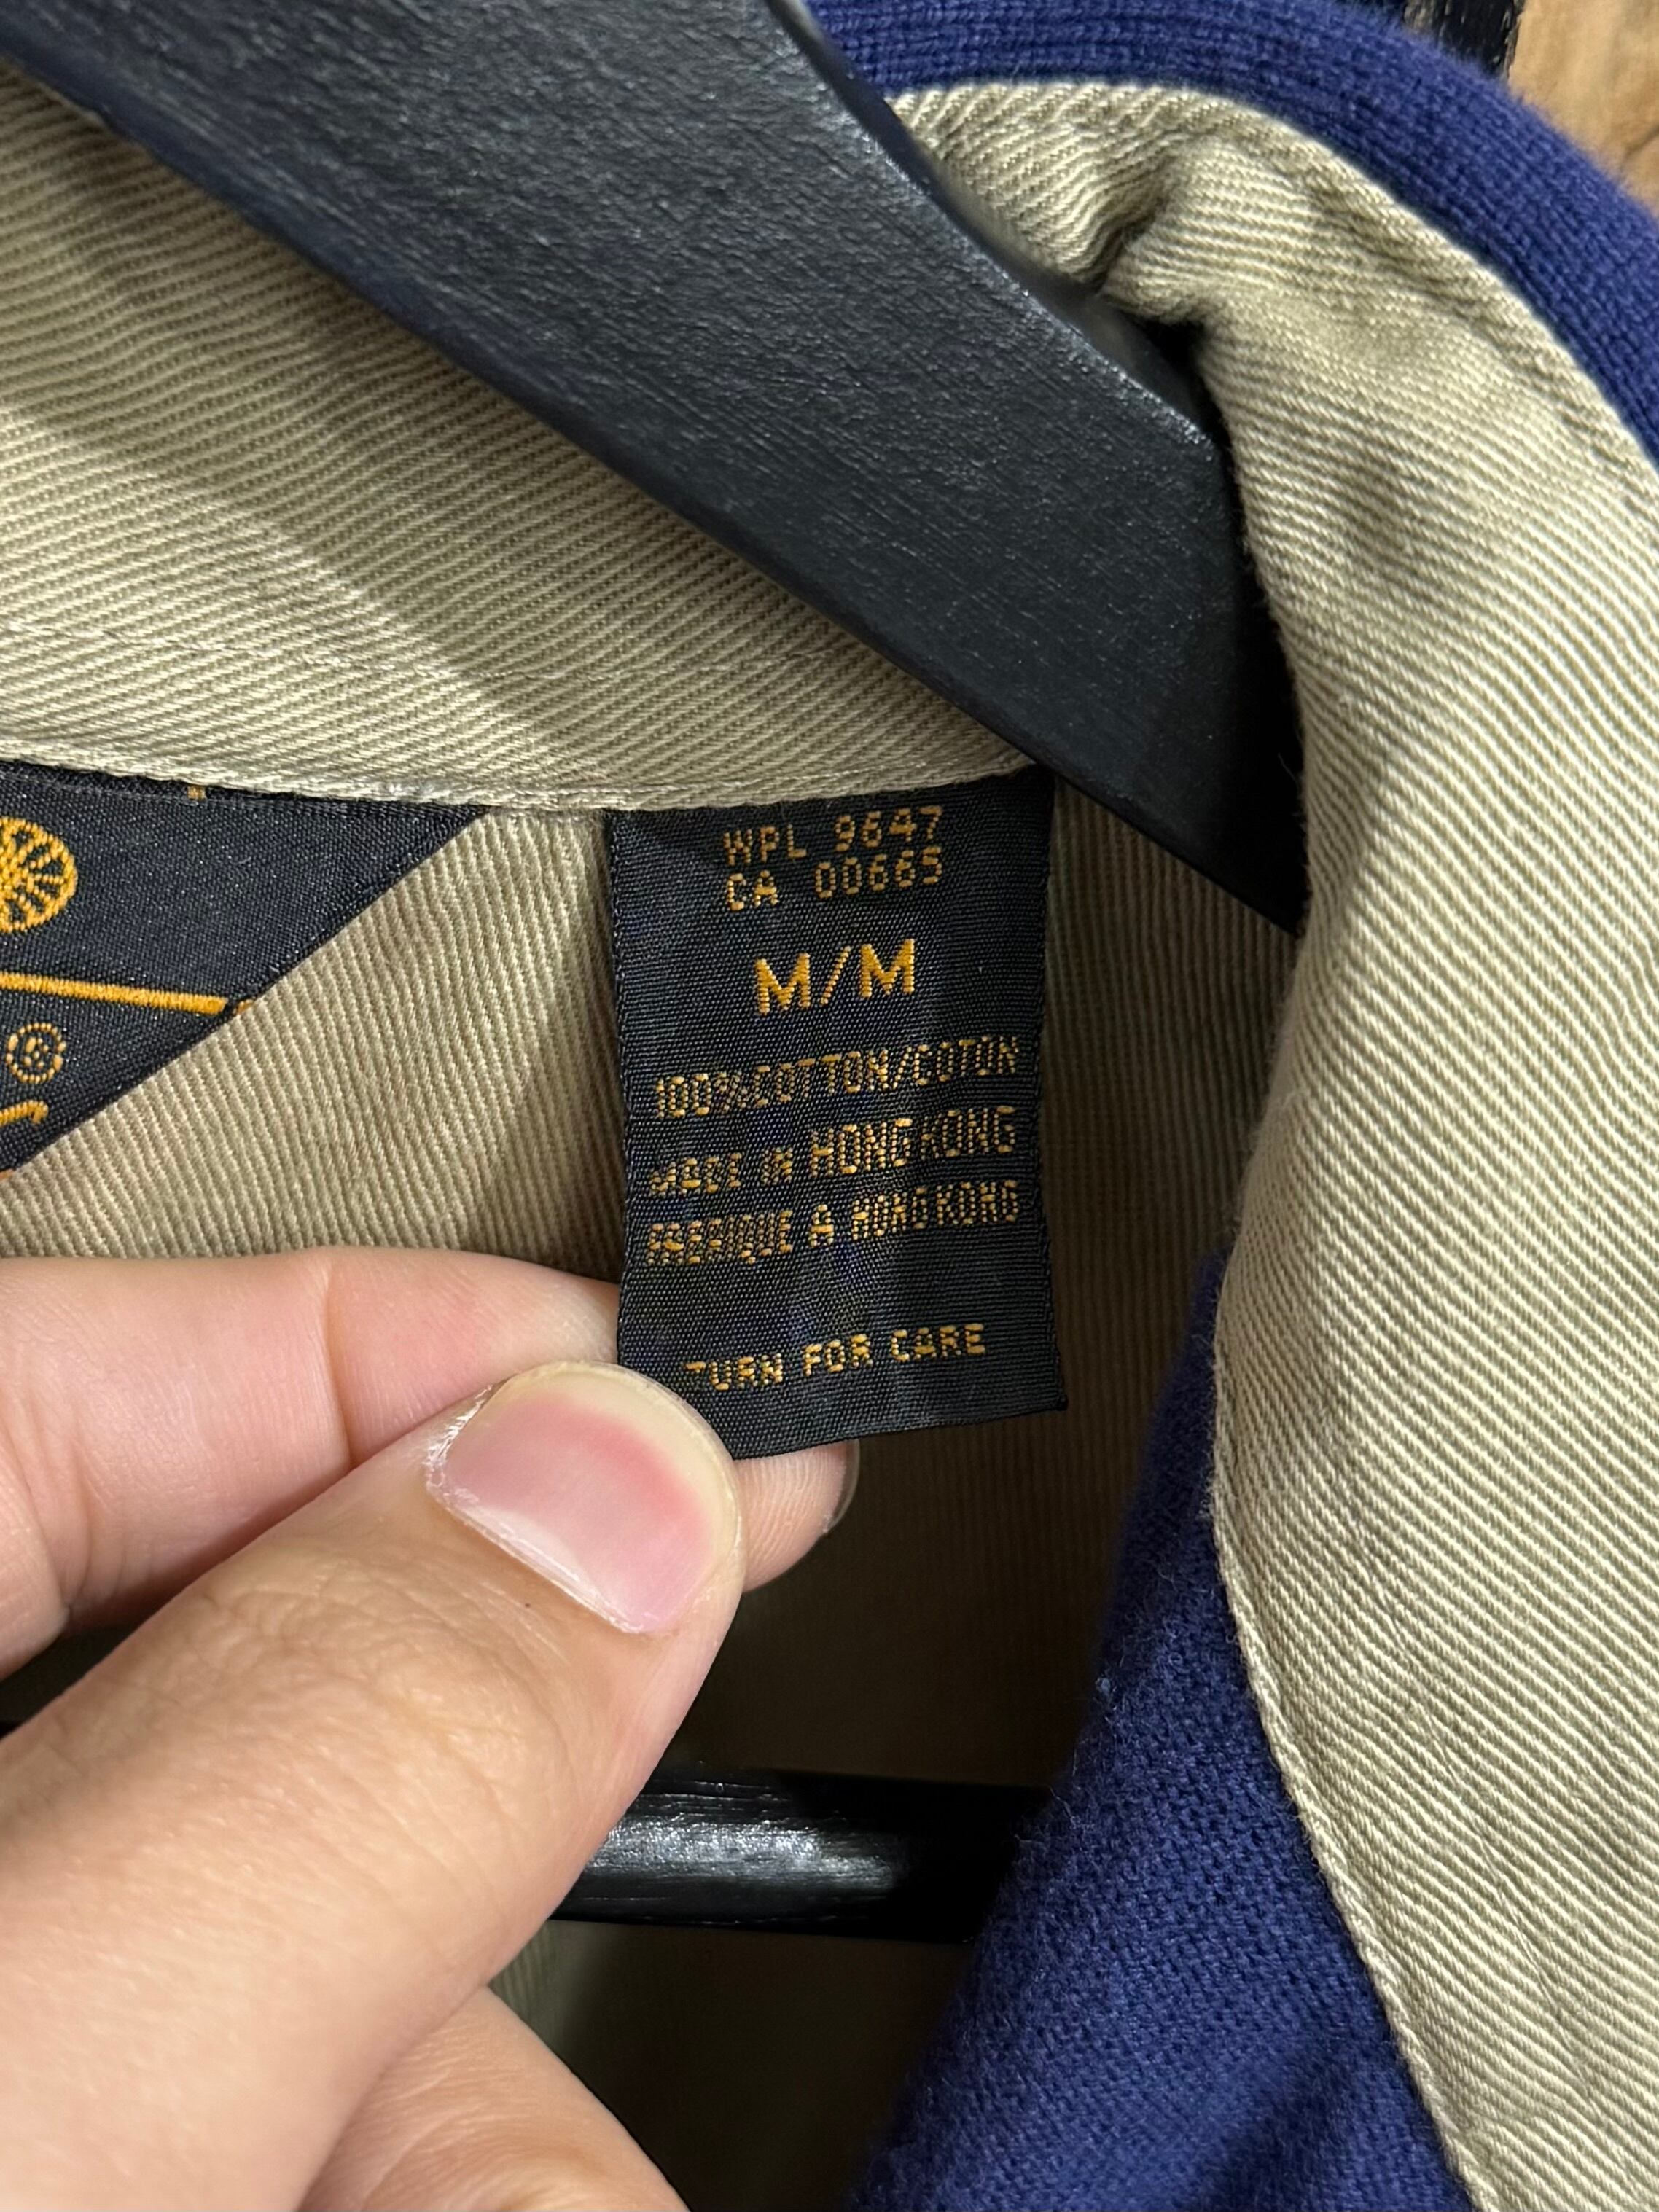 WPL 9647
CA 00665
M/M
100% COTTON/COTON
MADE IN HONG KONG
FABRIQUE A HONG KONG
TURN FOR CARE
®